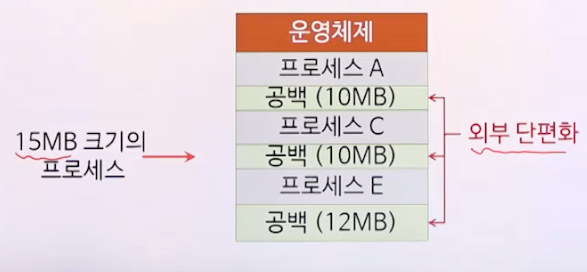 운영체제
프로세스 A
공백 (10MB)
프로세스 C
공백 (10MB)
프로세스 E
공백 (12MB)
15MB 크기의
프로세스
외부 단편화